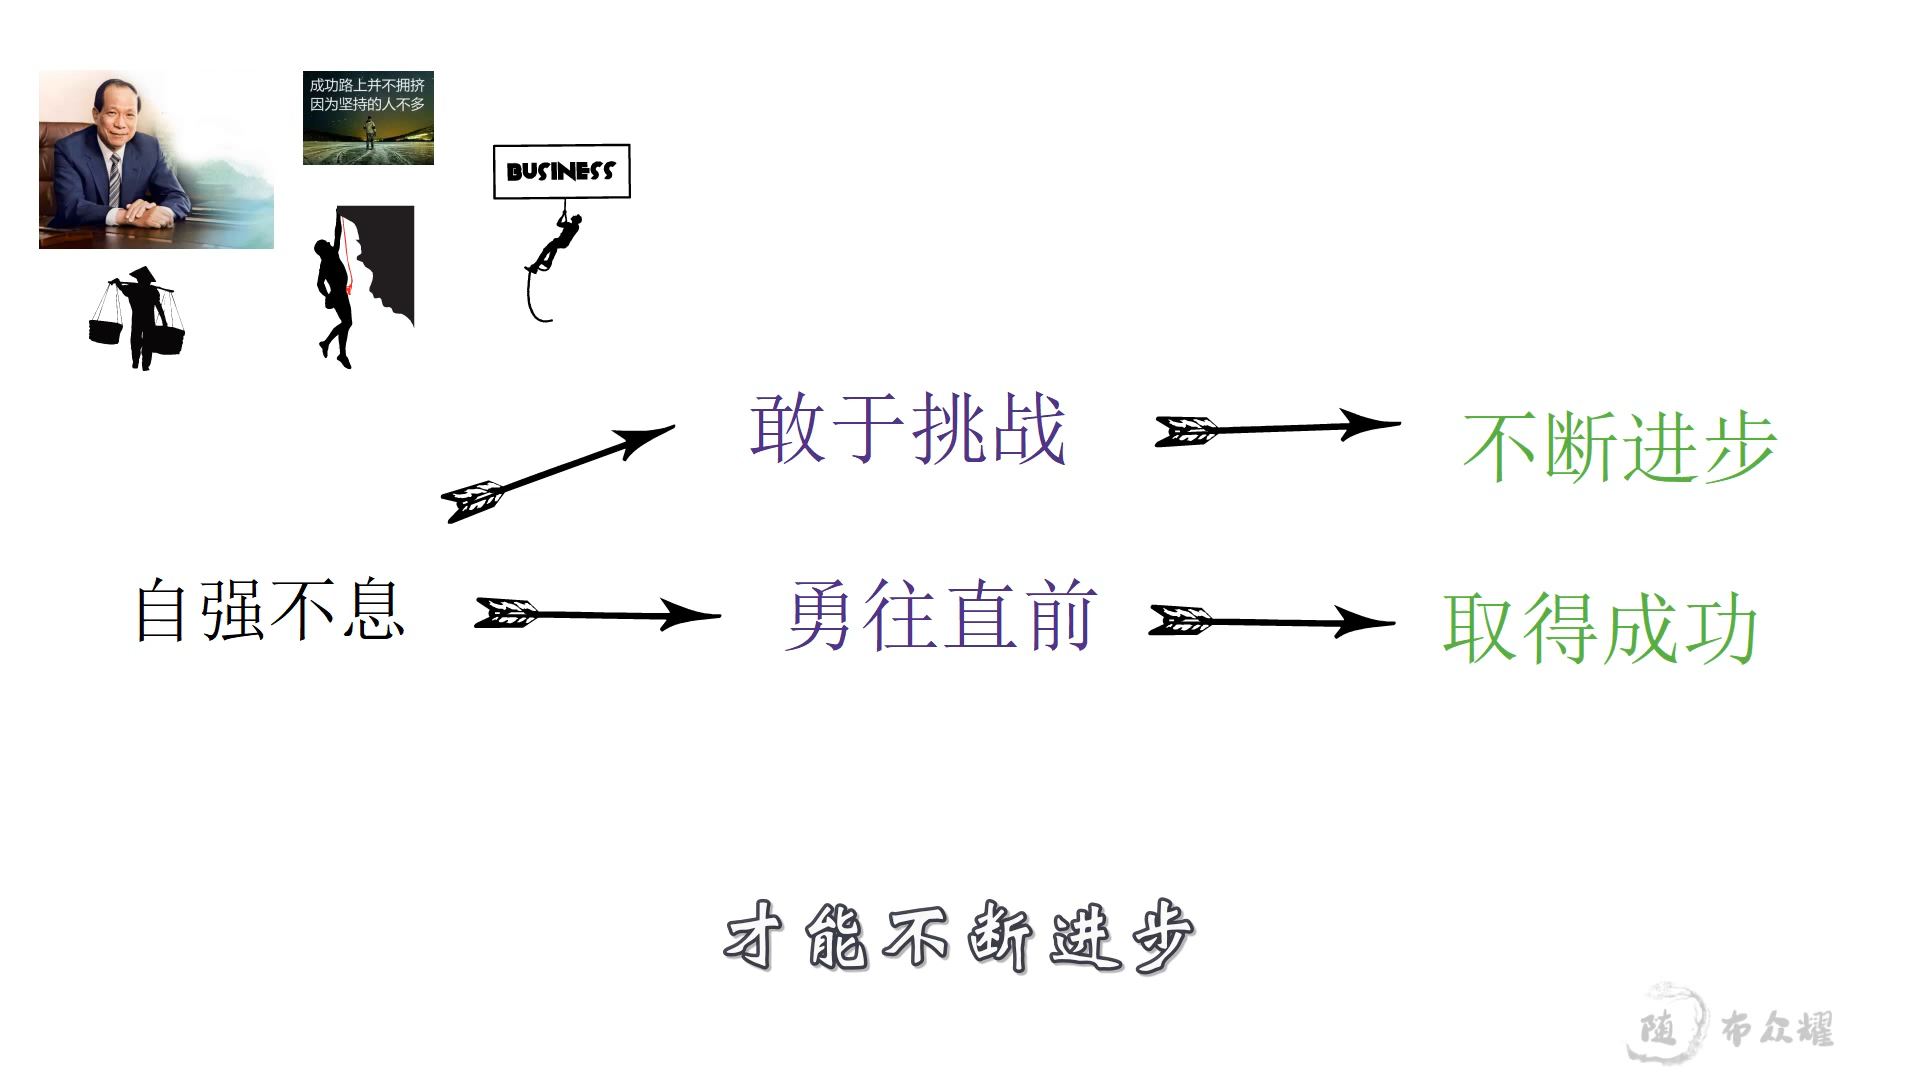 成功路上并不拥挤
因为坚持的人不多
BUSINESS
敢于挑战
不断进步
自强不息
勇往直前
取得成功
才能不断进步
随 布众耀